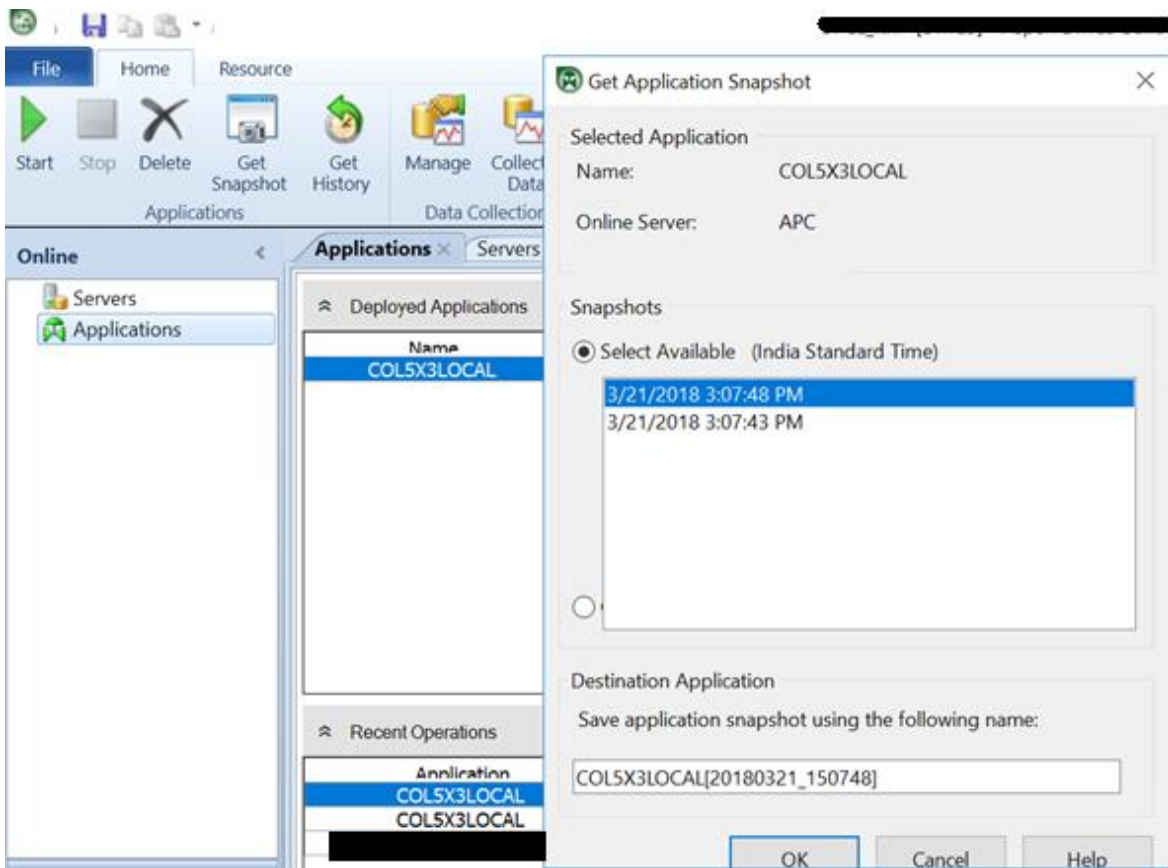 File Home Resource
Start Stop Delete Get Snapshot Get History Manage Collect Data
Applications Data Collection
Online
Servers
Applications
Applications Servers
Deployed Applications
Name
COL5X3LOCAL
Recent Operations
Application
COL5X3LOCAL
COL5X3LOCAL
Get Application Snapshot
Selected Application
Name: COL5X3LOCAL
Online Server: APC
Snapshots
Select Available (India Standard Time)
3/21/2018 3:07:48 PM
3/21/2018 3:07:43 PM
Destination Application
Save application snapshot using the following name:
COL5X3LOCAL[20180321_150748]
OK Cancel Help